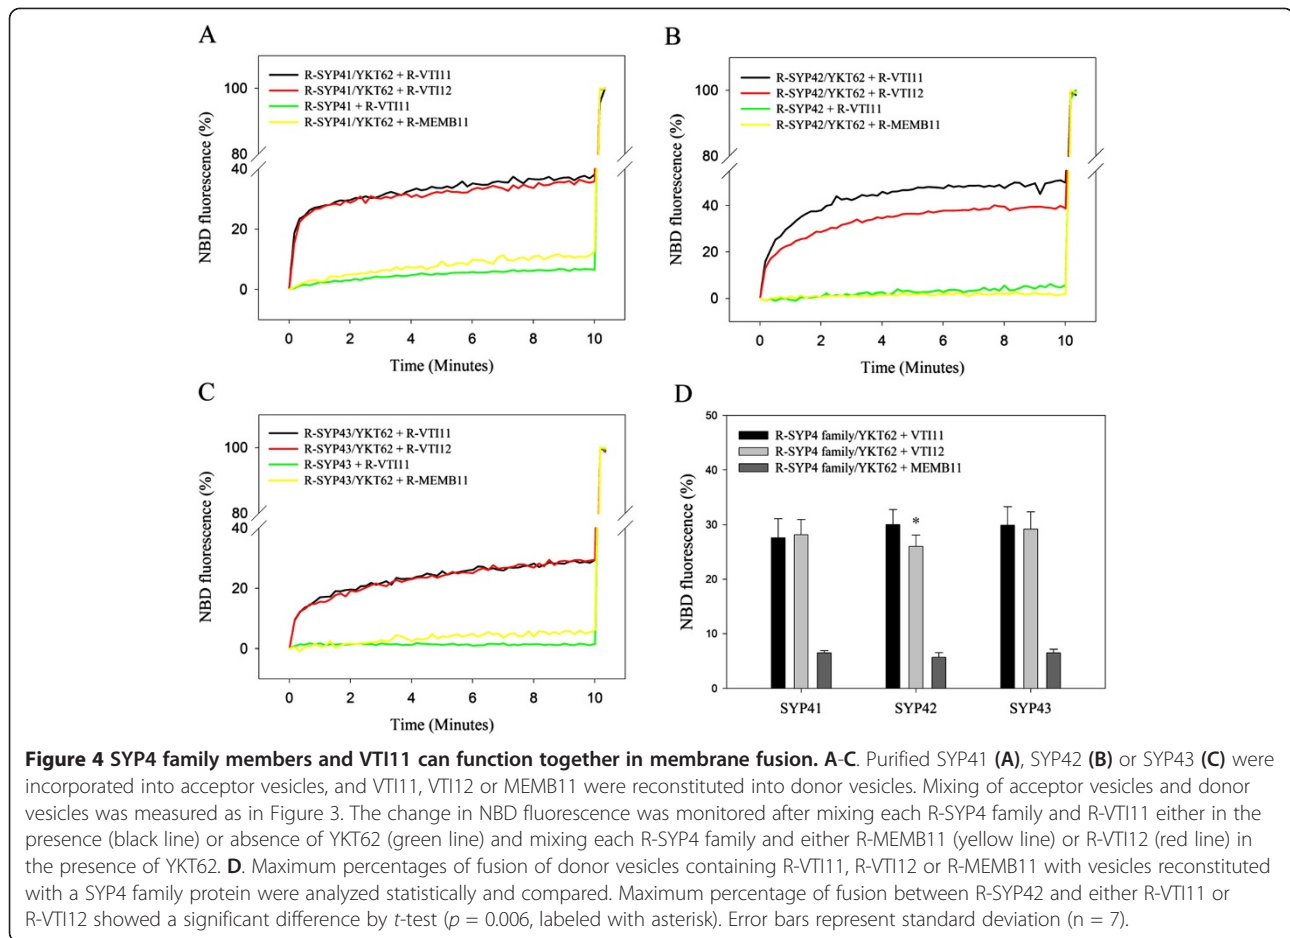 A
R-SYP41/YKT62 + R-VTI11
R-SYP41/YKT62 + R-VTI12
R-SYP41 + R-VTI11
R-SYP41/YKT62 + R-MEMB11
NBD fluorescence (%)
100
80
40
20
0
0 2 4 6 8 10
Time (Minutes)
B
R-SYP42/YKT62 + R-VTI11
R-SYP42/YKT62 + R-VTI12
R-SYP42 + R-VTI11
R-SYP42/YKT62 + R-MEMB11
NBD fluorescence (%)
100
80
40
20
0
0 2 4 6 8 10
Time (Minutes)
C
R-SYP43/YKT62 + R-VTI11
R-SYP43/YKT62 + R-VTI12
R-SYP43 + R-VTI11
R-SYP43/YKT62 + R-MEMB11
NBD fluorescence (%)
100
80
40
20
0
0 2 4 6 8 10
Time (Minutes)
D
R-SYP4 family/YKT62 + VTI11
R-SYP4 family/YKT62 + VTI12
R-SYP4 family/YKT62 + MEMB11
NBD fluorescence (%)
50
40
30
20
10
0
*
SYP41 SYP42 SYP43
Figure 4 SYP4 family members and VTI11 can function together in membrane fusion. A-C. Purified SYP41 (A), SYP42 (B) or SYP43 (C) were
incorporated into acceptor vesicles, and VTI11, VTI12 or MEMB11 were reconstituted into donor vesicles. Mixing of acceptor vesicles and donor
vesicles was measured as in Figure 3. The change in NBD fluorescence was monitored after mixing each R-SYP4 family and R-VTI11 either in the
presence (black line) or absence of YKT62 (green line) and mixing each R-SYP4 family and either R-MEMB11 (yellow line) or R-VTI12 (red line) in
the presence of YKT62. D. Maximum percentages of fusion of donor vesicles containing R-VTI11, R-VTI12 or R-MEMB11 with vesicles reconstituted
with a SYP4 family protein were analyzed statistically and compared. Maximum percentage of fusion between R-SYP42 and either R-VTI11 or
R-VTI12 showed a significant difference by t-test (p = 0.006, labeled with asterisk). Error bars represent standard deviation (n = 7).